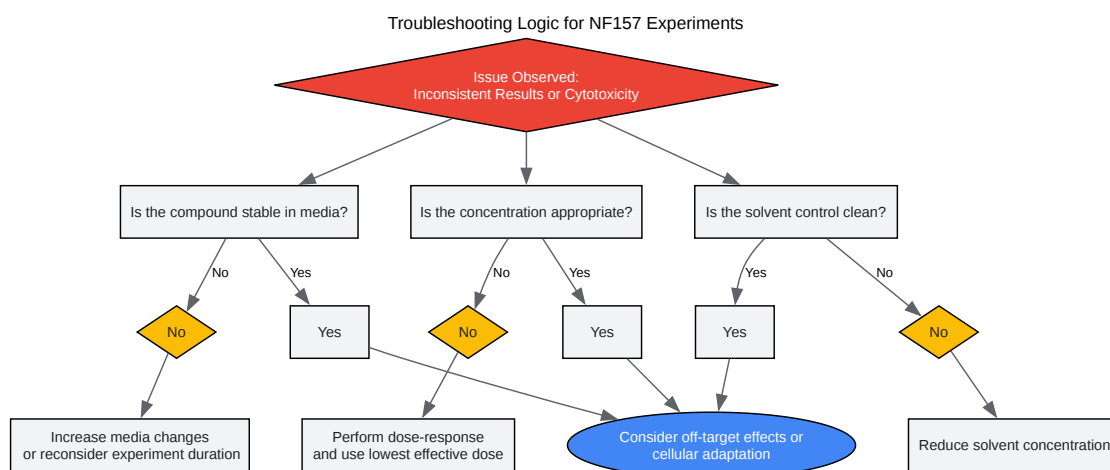 Troubleshooting Logic for NF157 Experiments
Issue Observed:
Inconsistent Results or Cytotoxicity
Is the compound stable in media?
Is the concentration appropriate?
Is the solvent control clean?
No
Yes
No
Yes
Yes
No
No
Yes
No
Yes
Yes
No
Increase media changes
or reconsider experiment duration
Perform dose-response
and use lowest effective dose
Consider off-target effects or
cellular adaptation
Reduce solvent concentration